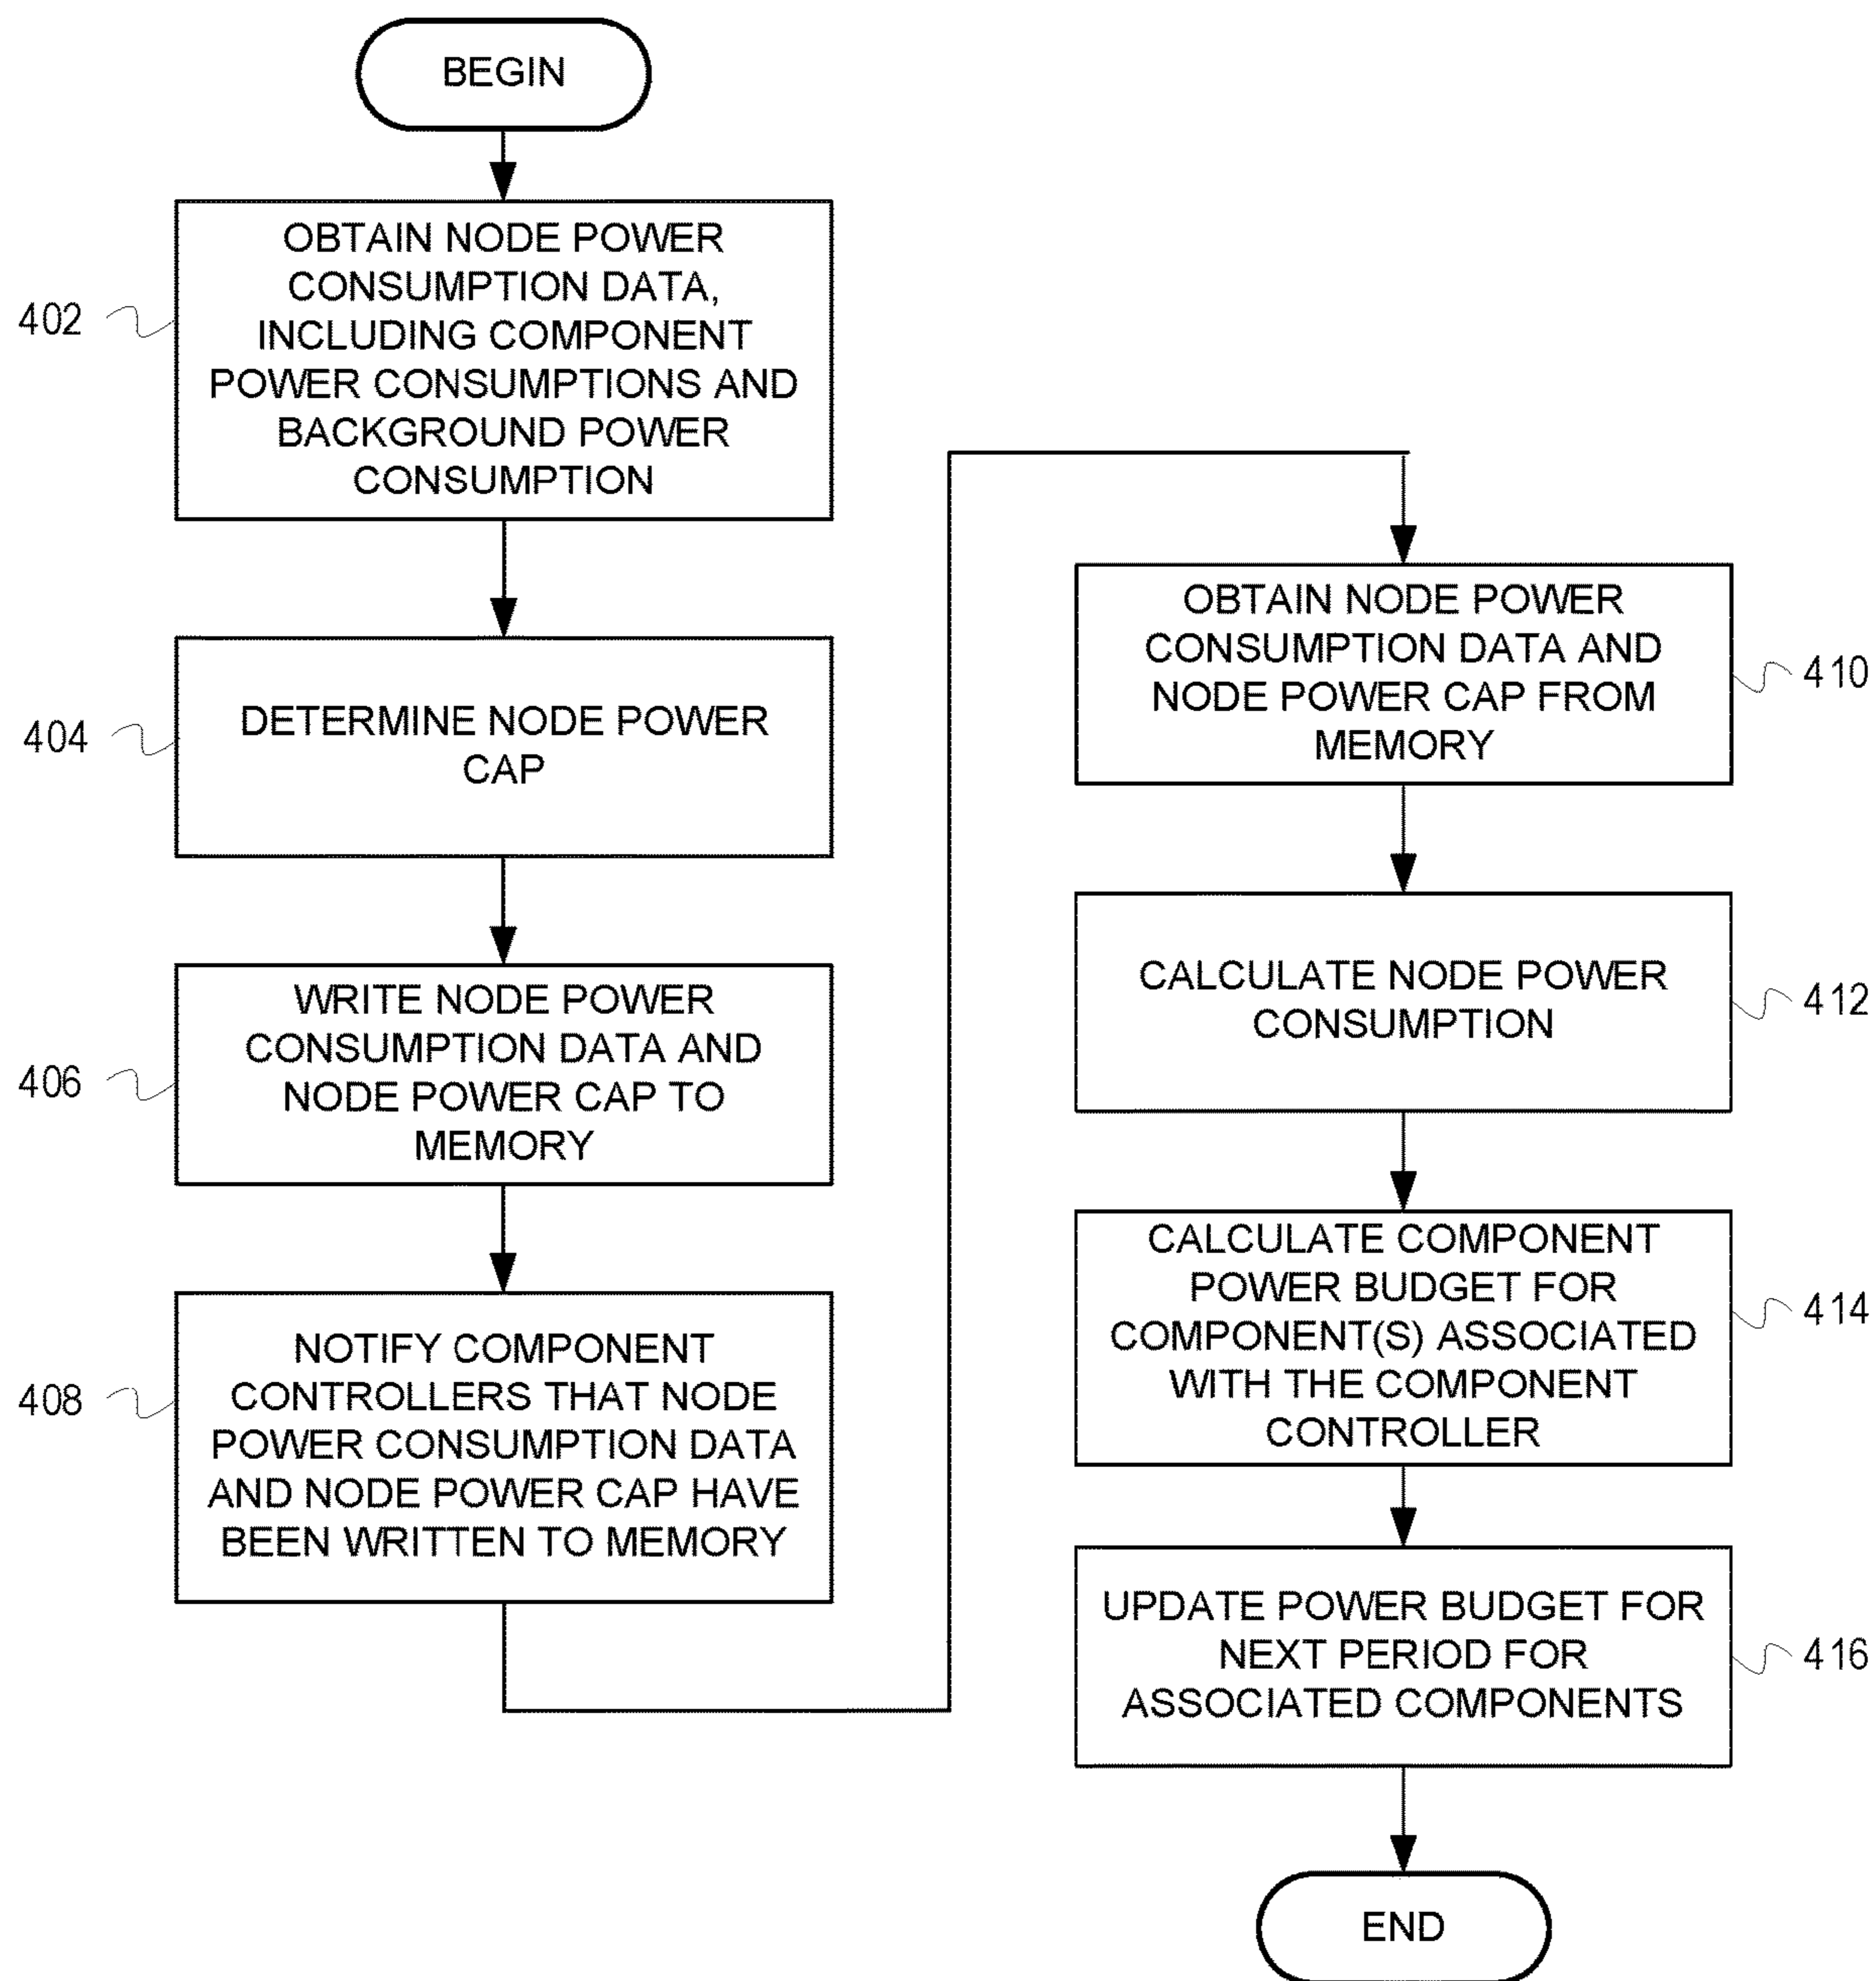 BEGIN
402
OBTAIN NODE POWER
CONSUMPTION DATA,
INCLUDING COMPONENT
POWER CONSUMPTIONS AND
BACKGROUND POWER
CONSUMPTION
404
DETERMINE NODE POWER
CAP
406
WRITE NODE POWER
CONSUMPTION DATA AND
NODE POWER CAP TO
MEMORY
408
NOTIFY COMPONENT
CONTROLLERS THAT NODE
POWER CONSUMPTION DATA
AND NODE POWER CAP HAVE
BEEN WRITTEN TO MEMORY
OBTAIN NODE POWER
CONSUMPTION DATA AND
NODE POWER CAP FROM
MEMORY
410
CALCULATE NODE POWER
CONSUMPTION
412
CALCULATE COMPONENT
POWER BUDGET FOR
COMPONENT(S) ASSOCIATED
WITH THE COMPONENT
CONTROLLER
414
UPDATE POWER BUDGET FOR
NEXT PERIOD FOR
ASSOCIATED COMPONENTS
416
END